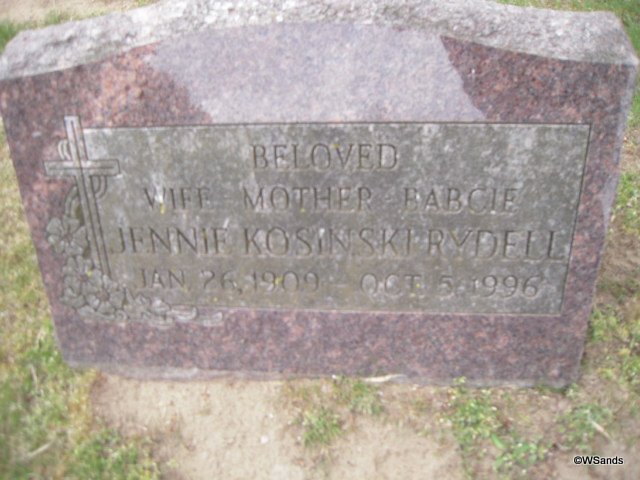 BELOVED
WIFE MOTHER BABCIE
JENNIE KOSINSKI RYDELL
JAN 26, 1909 - OCT 5, 1996
©WSands